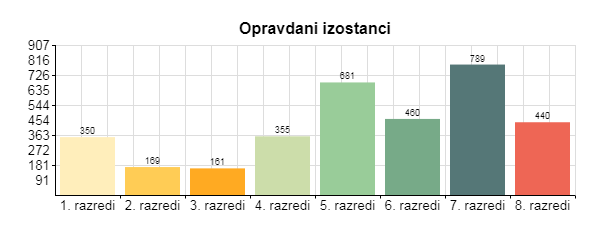 Opravdani izostanci
907
816
726
635
544
454
363
272
181
91
350
169
161
355
681
460
789
440
1. razredi
2. razredi
3. razredi
4. razredi
5. razredi
6. razredi
7. razredi
8. razredi